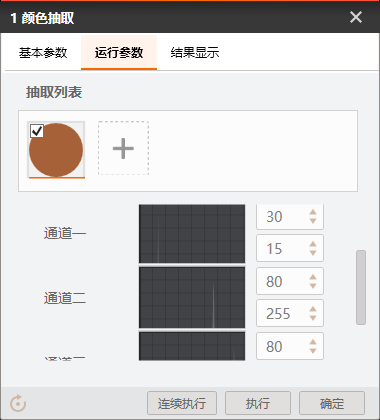 1 颜色抽取
基本参数 运行参数 结果显示
抽取列表
30
通道一
15
80
通道二
255
80
连续执行 执行 确定